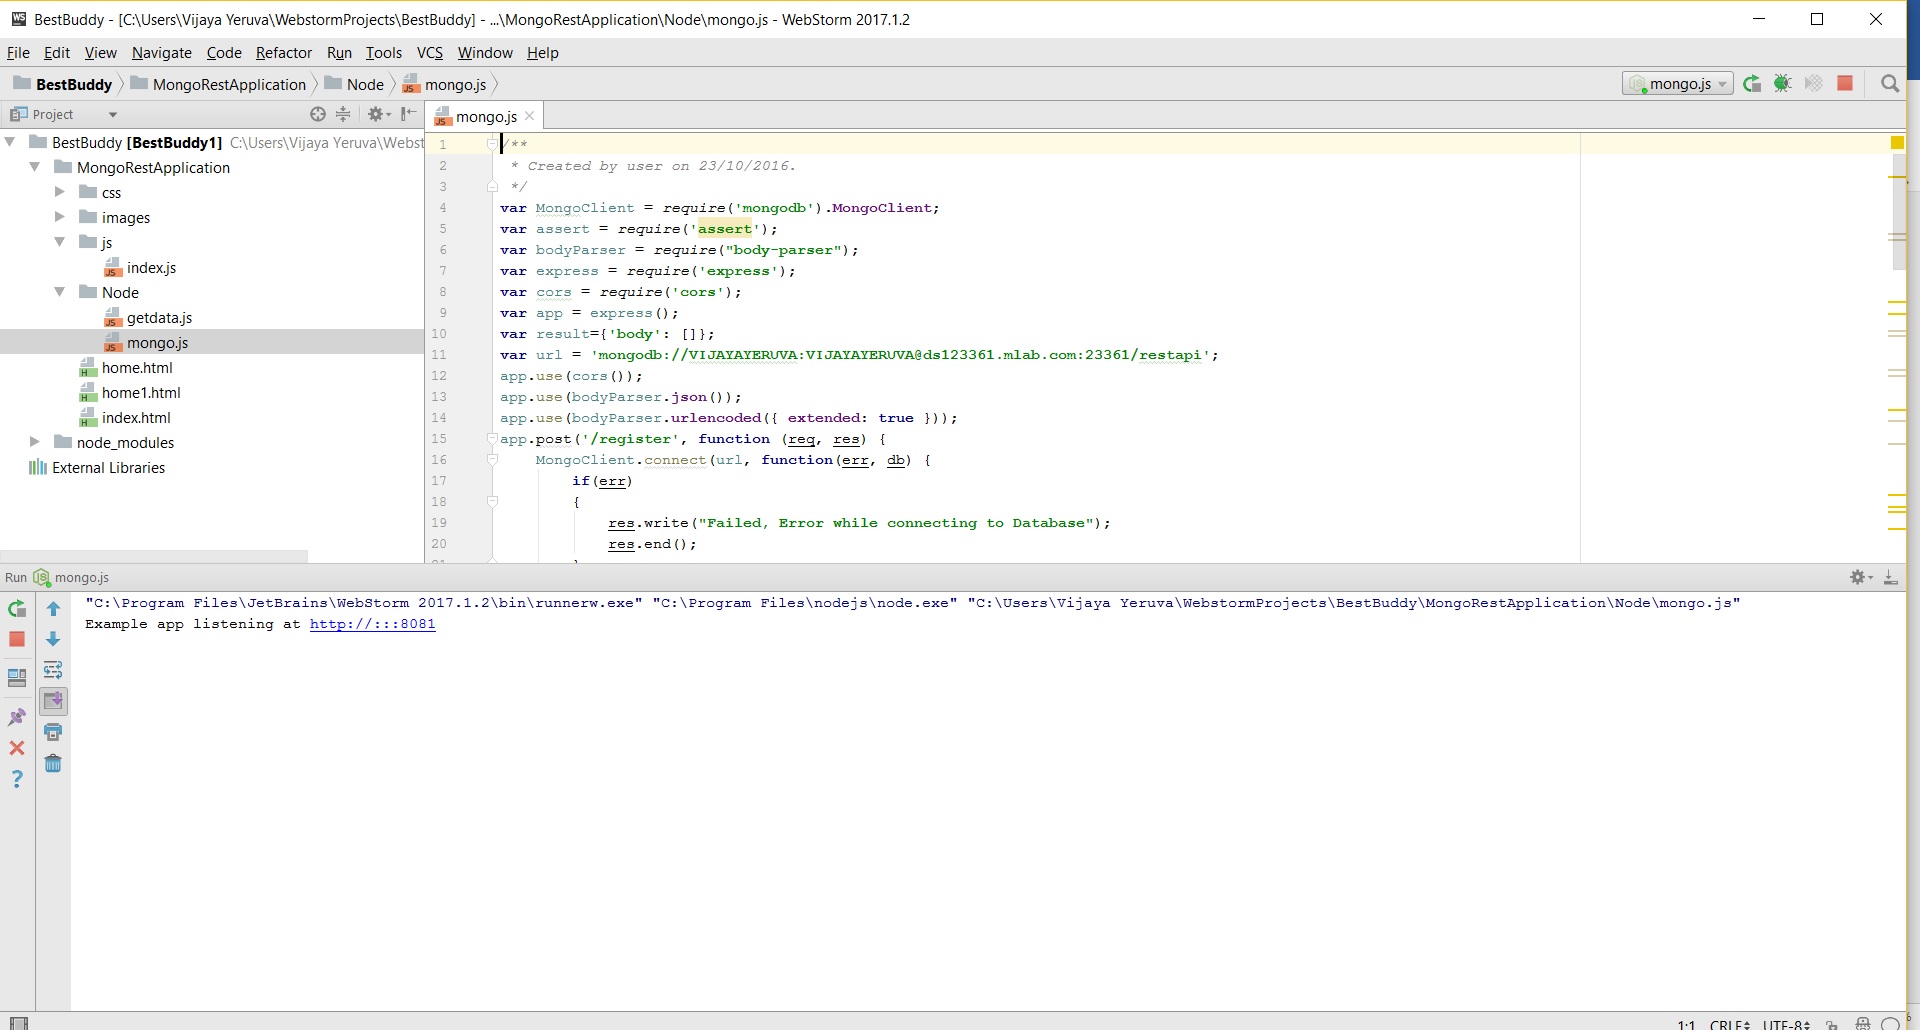 WS BestBuddy - [C:\Users\Vijaya Yeruva\WebstormProjects\BestBuddy] - ...\MongoRestApplication\Node\mongo.js - WebStorm 2017.1.2
File Edit View Navigate Code Refactor Run Tools VCS Window Help
BestBuddy MongoRestApplication Node mongo.js mongo.js
Project mongo.js
BestBuddy [BestBuddy1] C:\Users\Vijaya Yeruva\Webst
MongoRestApplication
css
images
js
index.js
Node
getdata.js
mongo.js
home.html
home1.html
index.html
node_modules
External Libraries
1 /**
2 * Created by user on 23/10/2016.
3 */
4 var MongoClient = require('mongodb').MongoClient;
5 var assert = require('assert');
6 var bodyParser = require("body-parser");
7 var express = require('express');
8 var cors = require('cors');
9 var app = express();
10 var result={'body': []};
11 var url = 'mongodb://VIJAYAYERUVA:VIJAYAYERUVA@ds123361.mlab.com:23361/restapi';
12 app.use(cors());
13 app.use(bodyParser.json());
14 app.use(bodyParser.urlencoded({ extended: true }));
15 app.post('/register', function (req, res) {
16 MongoClient.connect(url, function(err, db) {
17 if(err)
18 {
19 res.write("Failed, Error while connecting to Database");
20 res.end();
Run mongo.js
"C:\Program Files\JetBrains\WebStorm 2017.1.2\bin\runnerw.exe" "C:\Program Files\nodejs\node.exe" "C:\Users\Vijaya Yeruva\WebstormProjects\BestBuddy\MongoRestApplication\Node\mongo.js"
Example app listening at http://:::8081
1:1 CRLF UTF-8